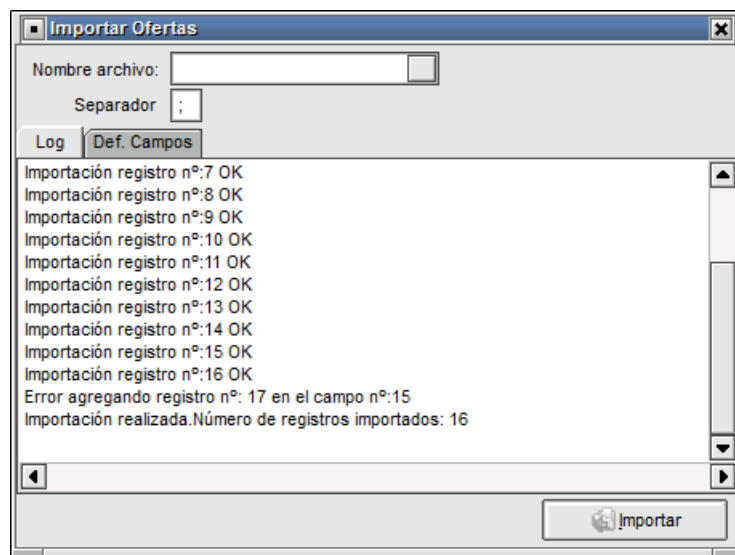 Importar Ofertas
Nombre archivo:
Separador ;
Log Def. Campos
Importación registro nº:7 OK
Importación registro nº:8 OK
Importación registro nº:9 OK
Importación registro nº:10 OK
Importación registro nº:11 OK
Importación registro nº:12 OK
Importación registro nº:13 OK
Importación registro nº:14 OK
Importación registro nº:15 OK
Importación registro nº:16 OK
Error agregando registro nº: 17 en el campo nº:15
Importación realizada.Número de registros importados: 16
Importar